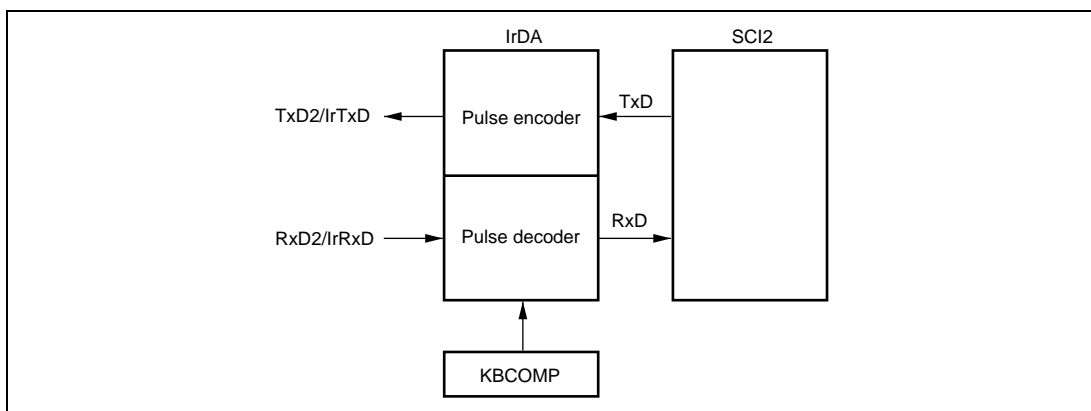 IrDA
SCI2
TxD2/IrTxD
Pulse encoder
TxD
RxD2/IrRxD
Pulse decoder
RxD
KBCOMP